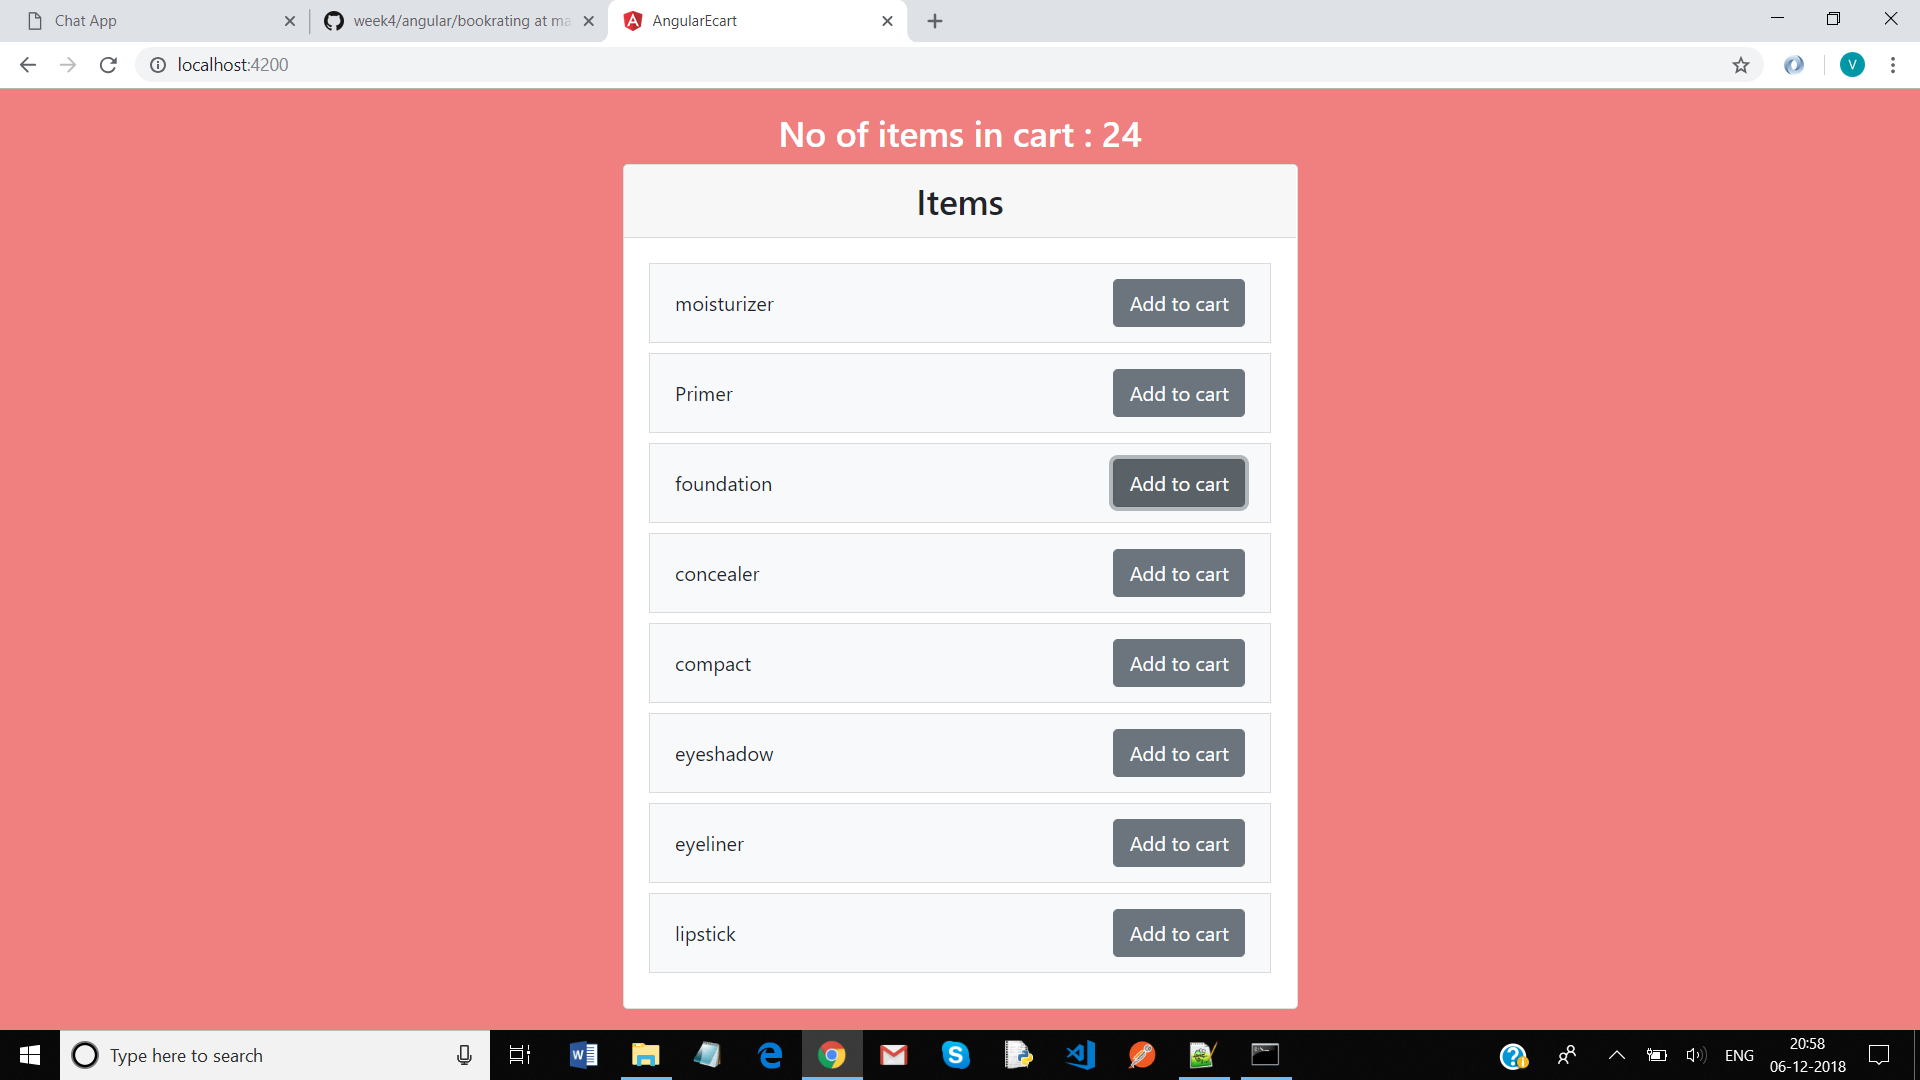 Chat App
week4/angular/bookrating at ma
AngularEcart
localhost:4200
V
No of items in cart : 24
Items
moisturizer Add to cart
Primer Add to cart
foundation Add to cart
concealer Add to cart
compact Add to cart
eyeshadow Add to cart
eyeliner Add to cart
lipstick Add to cart
Type here to search
ENG
20:58
06-12-2018